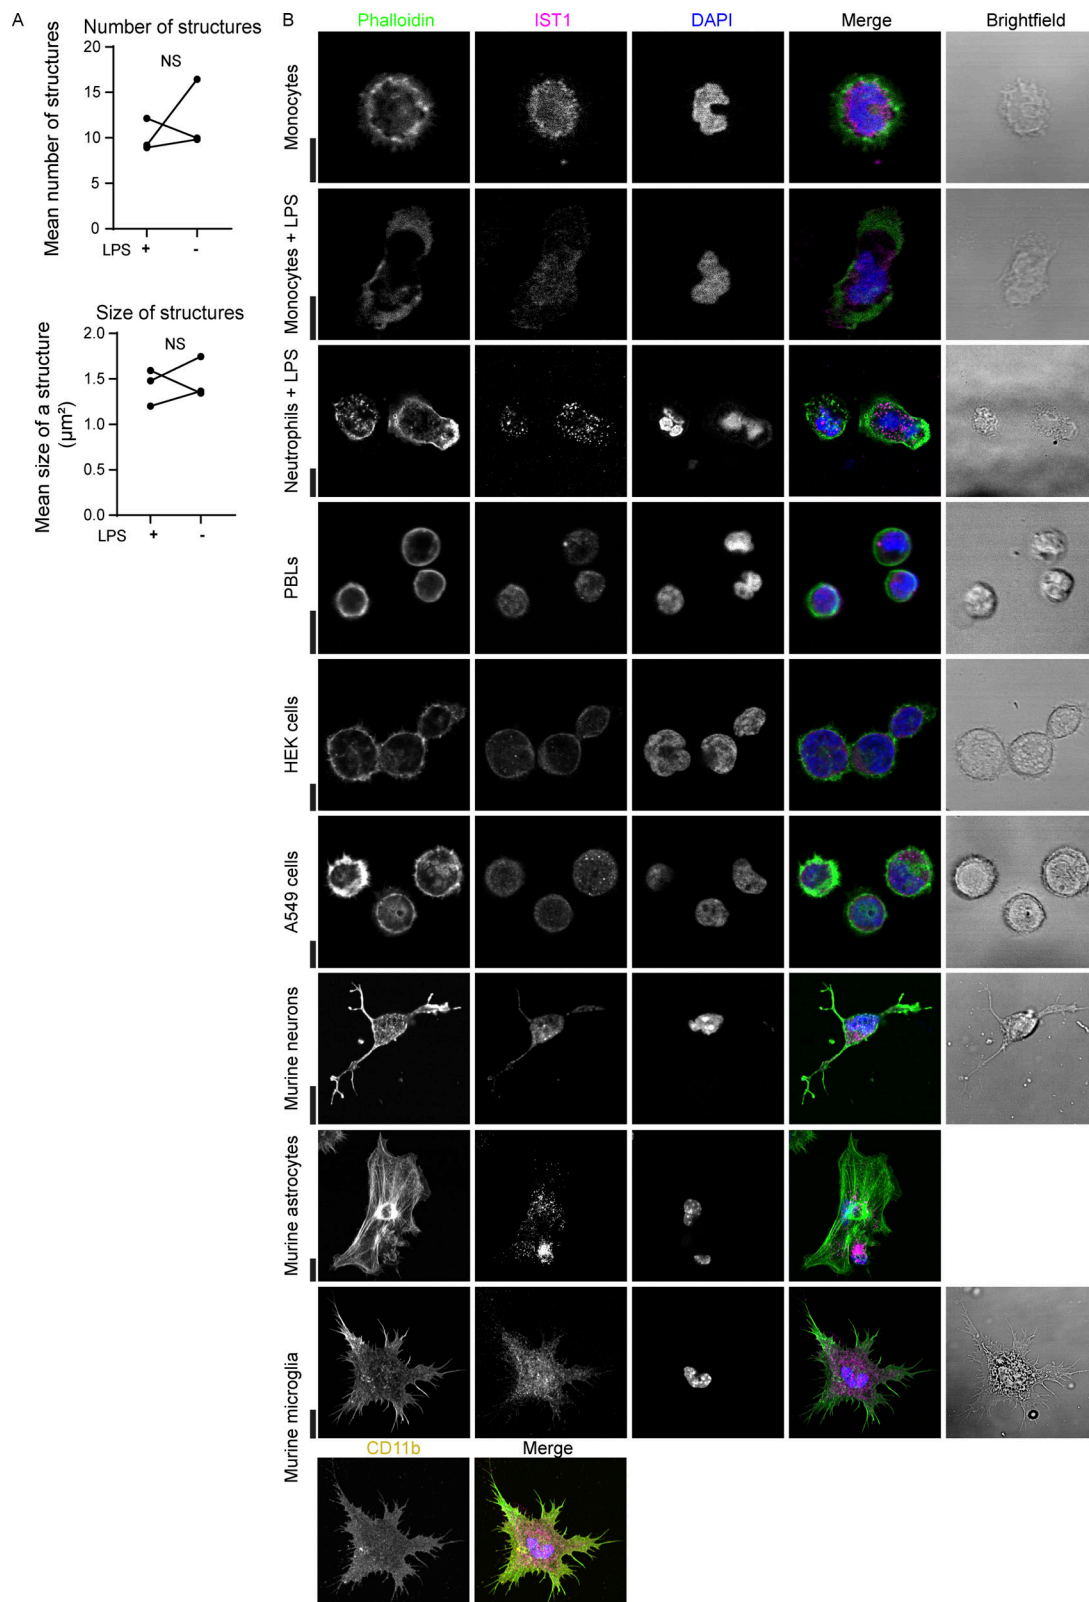 A
Number of structures
Mean number of structures
20
15
10
5
0
NS
LPS + -
Size of structures
Mean size of a structure
(µm²)
2.0
1.5
1.0
0.5
0.0
NS
LPS + -
B
Phalloidin IST1 DAPI Merge Brightfield
Monocytes
Monocytes + LPS
Neutrophils + LPS
PBLs
HEK cells
A549 cells
Murine neurons
Murine astrocytes
Murine microglia
CD11b Merge